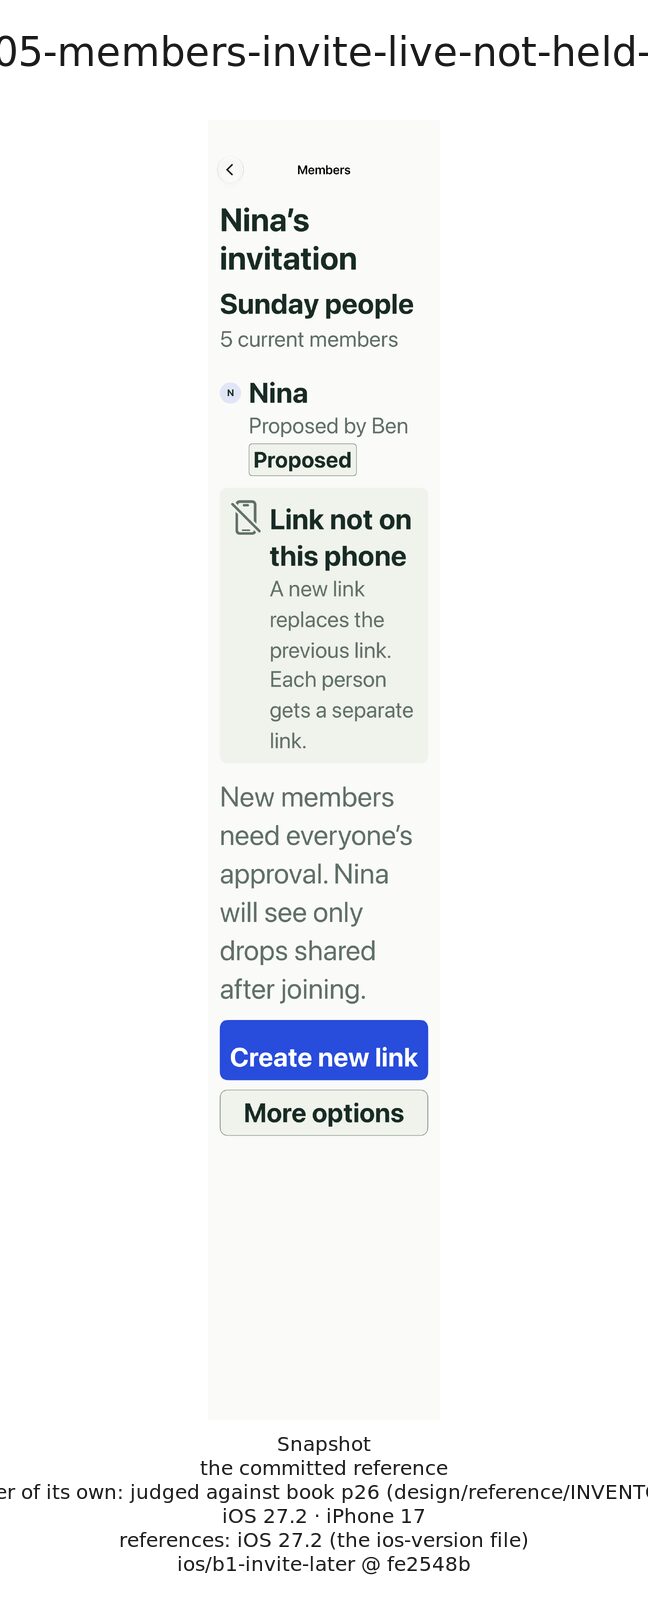 05-members-invite-live-not-held-
Members
Nina’s
invitation
Sunday people
5 current members
N
Nina
Proposed by Ben
Proposed
Link not on
this phone
A new link
replaces the
previous link.
Each person
gets a separate
link.
New members
need everyone’s
approval. Nina
will see only
drops shared
after joining.
Create new link
More options
Snapshot
the committed reference
er of its own: judged against book p26 (design/reference/INVENTO
iOS 27.2 · iPhone 17
references: iOS 27.2 (the ios-version file)
ios/b1-invite-later @ fe2548b